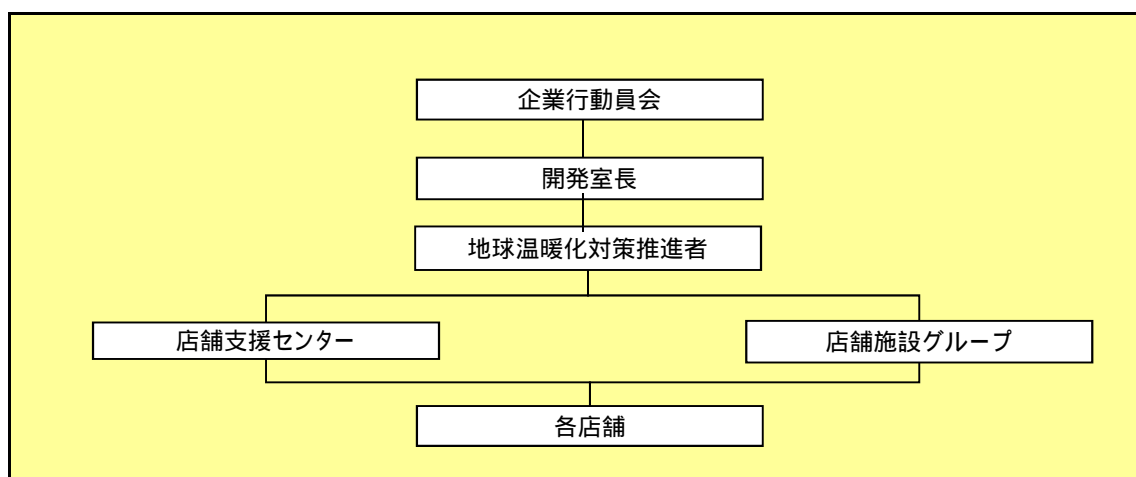 企業行動員会
開発室長
地球温暖化対策推進者
店舗支援センター
店舗施設グループ
各店舗